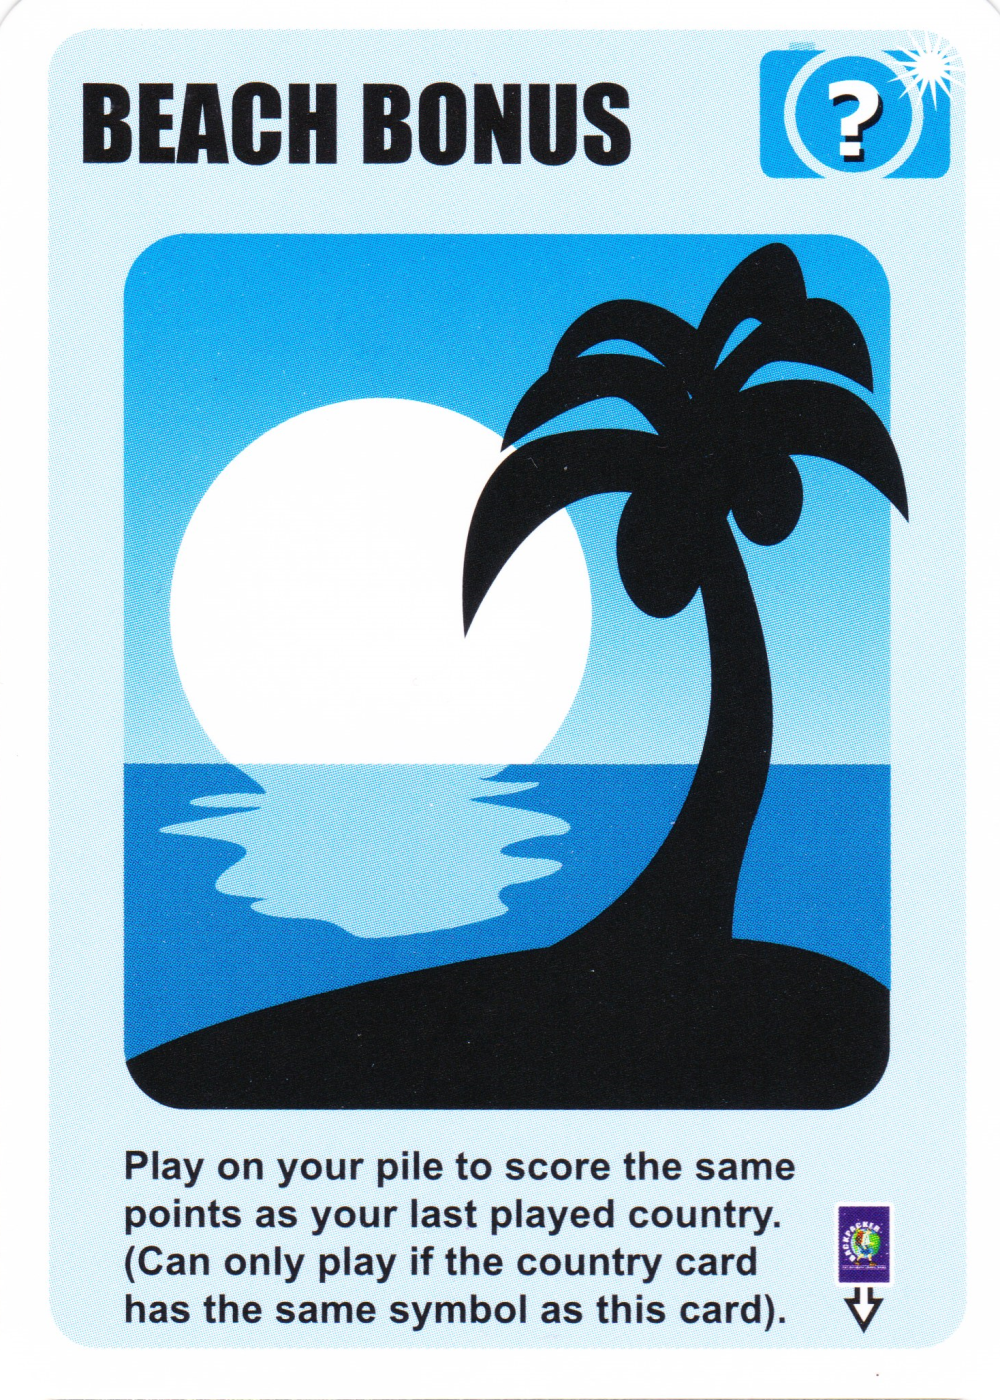 BEACH BONUS
?
Play on your pile to score the same
points as your last played country.
(Can only play if the country card
has the same symbol as this card).
BACKPACKER